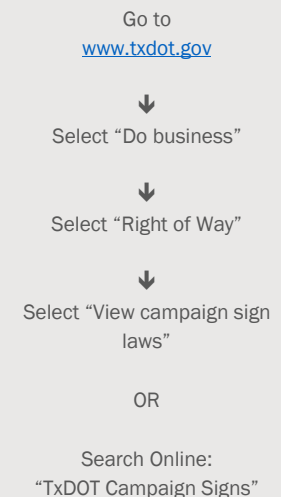 Go to
www.txdot.gov
🡻
Select “Do business”
🡻
Select “Right of Way”
🡻
Select “View campaign sign
laws”
OR
Search Online:
“TxDOT Campaign Signs”